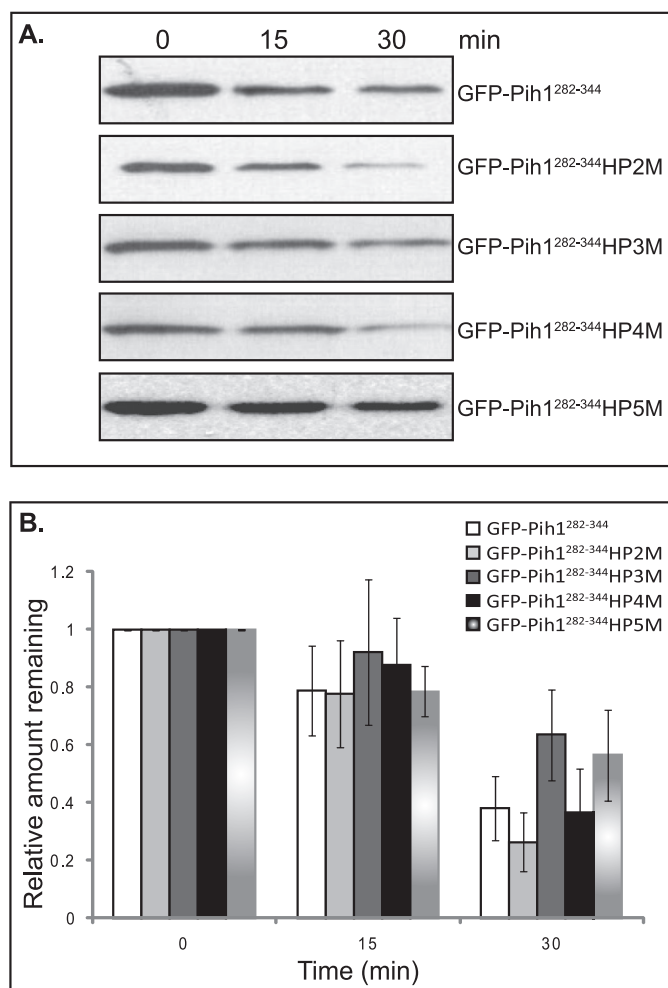 A.
0 15 30 min
GFP-Pih1²⁸²⁻³⁴⁴
GFP-Pih1²⁸²⁻³⁴⁴HP2M
GFP-Pih1²⁸²⁻³⁴⁴HP3M
GFP-Pih1²⁸²⁻³⁴⁴HP4M
GFP-Pih1²⁸²⁻³⁴⁴HP5M
B.
GFP-Pih1²⁸²⁻³⁴⁴
GFP-Pih1²⁸²⁻³⁴⁴HP2M
GFP-Pih1²⁸²⁻³⁴⁴HP3M
GFP-Pih1²⁸²⁻³⁴⁴HP4M
GFP-Pih1²⁸²⁻³⁴⁴HP5M
Relative amount remaining
1.2
1
0.8
0.6
0.4
0.2
0
0 15 30
Time (min)